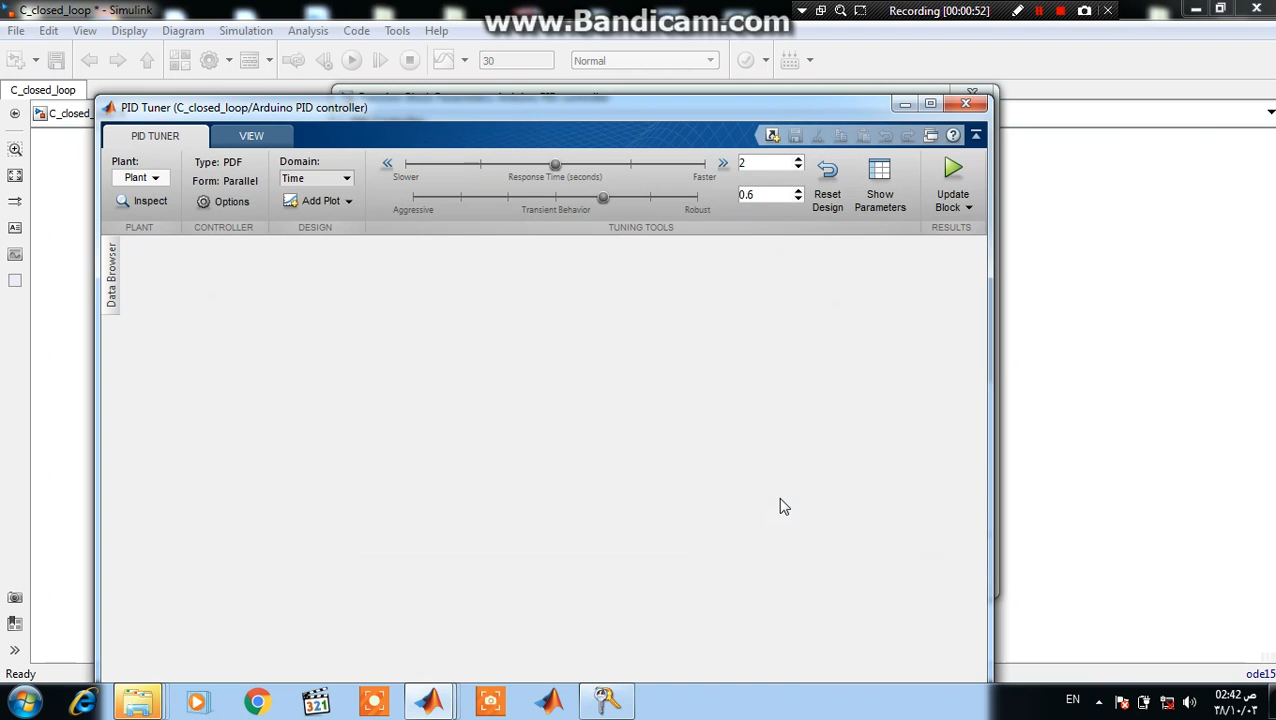 C_closed_loop * - Simulink
www.Bandicam.com
Recording [00:00:52]
File Edit View Display Diagram Simulation Analysis Code Tools Help
30
Normal
C_closed_loop
C_closed_
PID Tuner (C_closed_loop/Arduino PID controller)
PID TUNER
VIEW
Plant:
Plant
Inspect
PLANT
Type: PDF
Form: Parallel
Options
CONTROLLER
Domain:
Time
Add Plot
DESIGN
Slower
Response Time (seconds)
Faster
2
Aggressive
Transient Behavior
Robust
0.6
Reset
Design
Show
Parameters
TUNING TOOLS
Update
Block
RESULTS
Data Browser
Ready
ode15
321
EN
02:42 ص